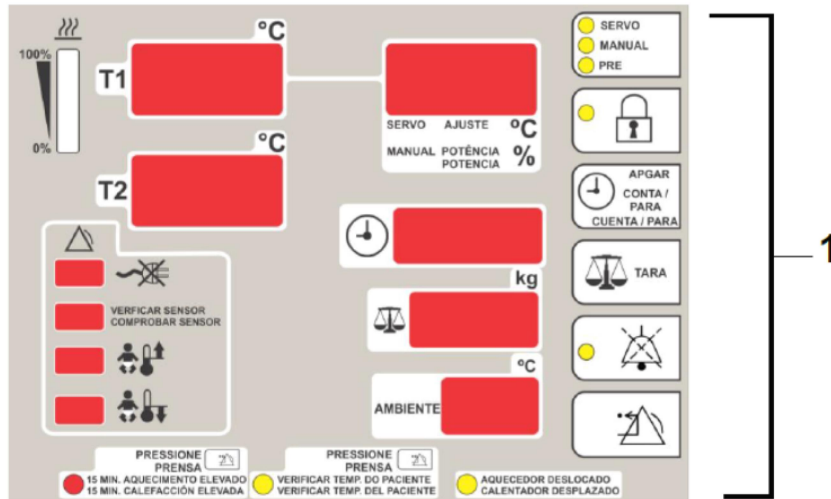 °C
100%
T1
0%
SERVO AJUSTE ºC
MANUAL POTÊNCIA %
POTENCIA
°C
T2
VERFICAR SENSOR
COMPROBAR SENSOR
kg
°C
AMBIENTE
SERVO
MANUAL
PRE
APGAR
CONTA /
PARA
CUENTA / PARA
TARA
1
PRESSIONE
PRENSA
15 MIN. AQUECIMENTO ELEVADO
15 MIN. CALEFACCIÓN ELEVADA
PRESSIONE
PRENSA
VERIFICAR TEMP. DO PACIENTE
VERIFICAR TEMP. DEL PACIENTE
AQUECEDOR DESLOCADO
CALENTADOR DESPLAZADO